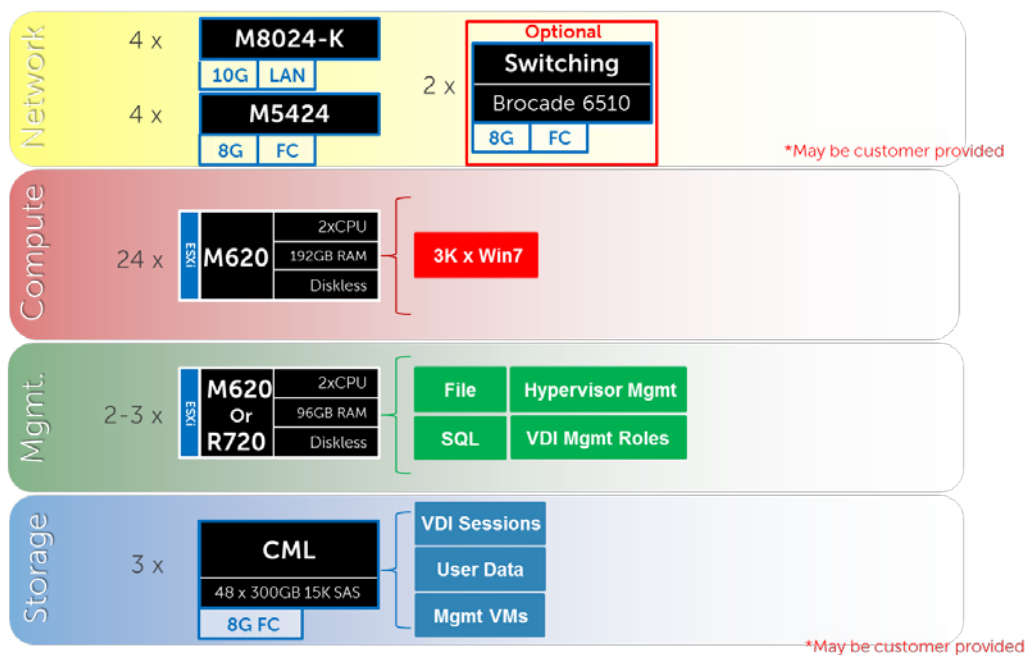 Network
4 x
M8024-K
10G LAN
4 x
M5424
8G FC
2 x
Optional
Switching
Brocade 6510
8G FC
*May be customer provided
Compute
24 x
ESXi
M620
2xCPU
192GB RAM
Diskless
3K x Win7
Mgmt.
2-3 x
ESXi
M620
Or
R720
2xCPU
96GB RAM
Diskless
File
Hypervisor Mgmt
SQL
VDI Mgmt Roles
Storage
3 x
CML
48 x 300GB 15K SAS
8G FC
VDI Sessions
User Data
Mgmt VMs
*May be customer provided